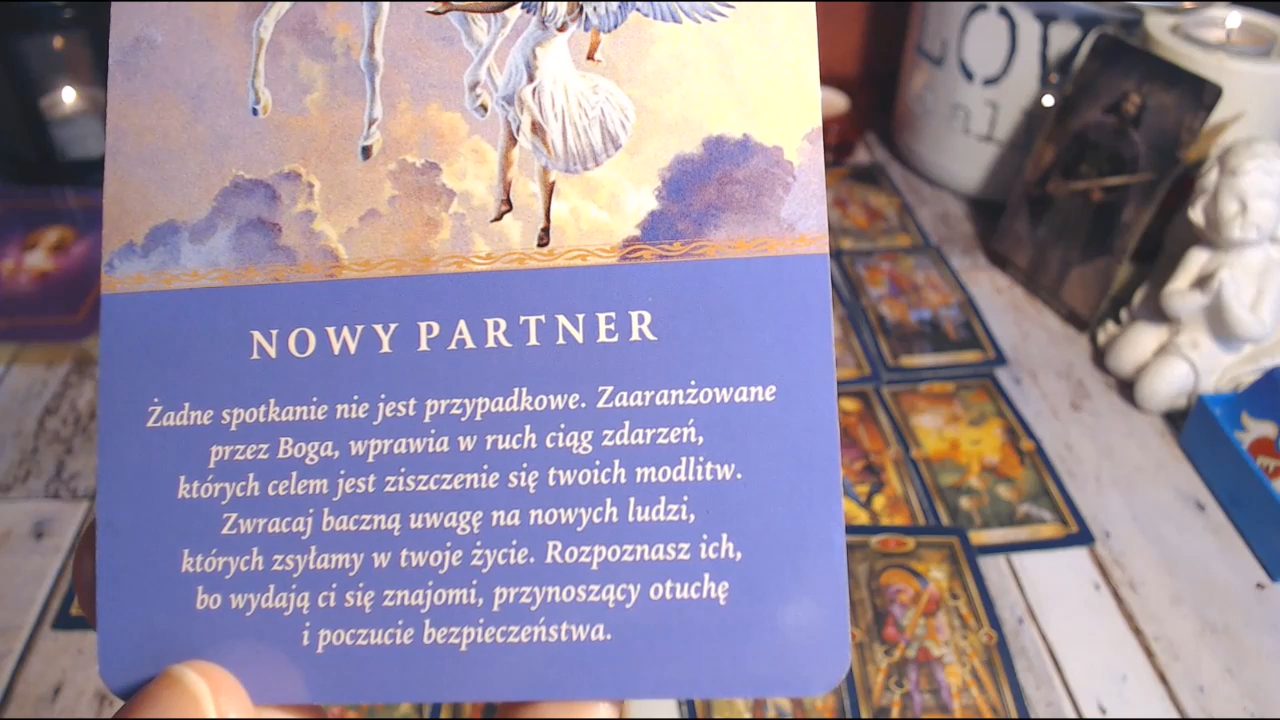 NOWY PARTNER
Żadne spotkanie nie jest przypadkowe. Zaaranżowane
przez Boga, wprawia w ruch ciąg zdarzeń,
których celem jest ziszczenie się twoich modlitw.
Zwracaj baczną uwagę na nowych ludzi,
których zsyłamy w twoje życie. Rozpoznasz ich,
bo wydają ci się znajomi, przynoszący otuchę
i poczucie bezpieczeństwa.